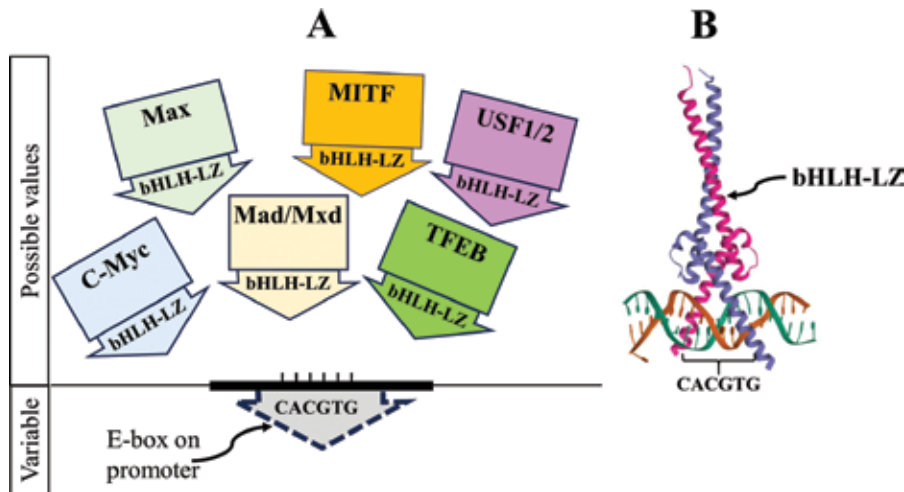 A
B
Possible values
Max
bHLH-LZ
MITF
bHLH-LZ
USF1/2
bHLH-LZ
C-Myc
bHLH-LZ
Mad/Mxd
bHLH-LZ
TFEB
bHLH-LZ
bHLH-LZ
CACGTG
Variable
CACGTG
E-box on
promoter